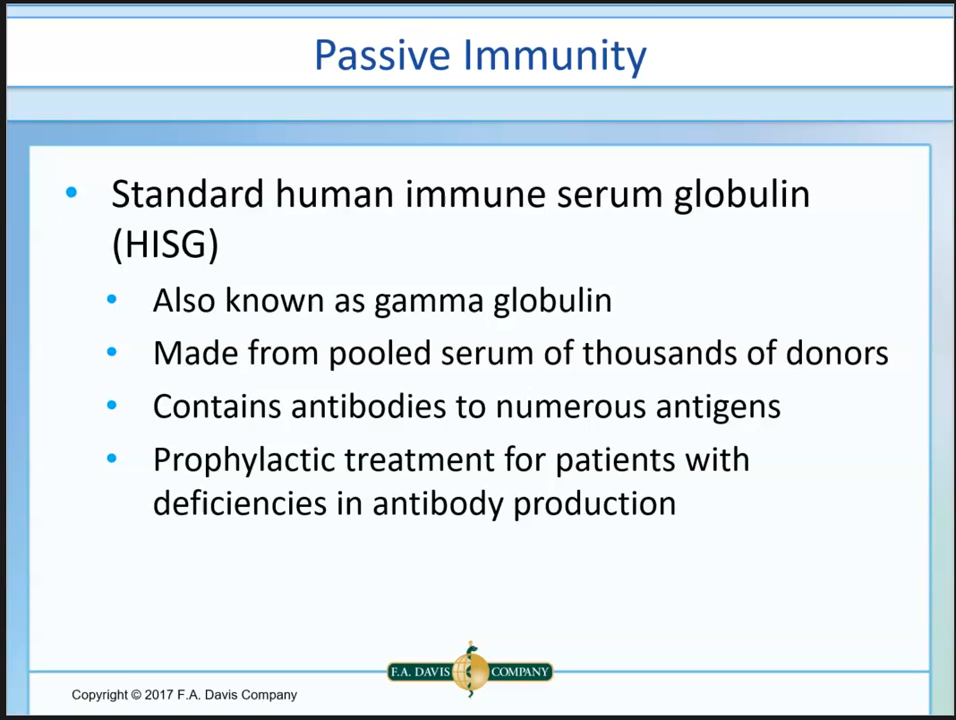 Passive Immunity
• Standard human immune serum globulin
(HISG)
• Also known as gamma globulin
• Made from pooled serum of thousands of donors
• Contains antibodies to numerous antigens
• Prophylactic treatment for patients with
deficiencies in antibody production
F.A. DAVIS COMPANY
Copyright © 2017 F.A. Davis Company